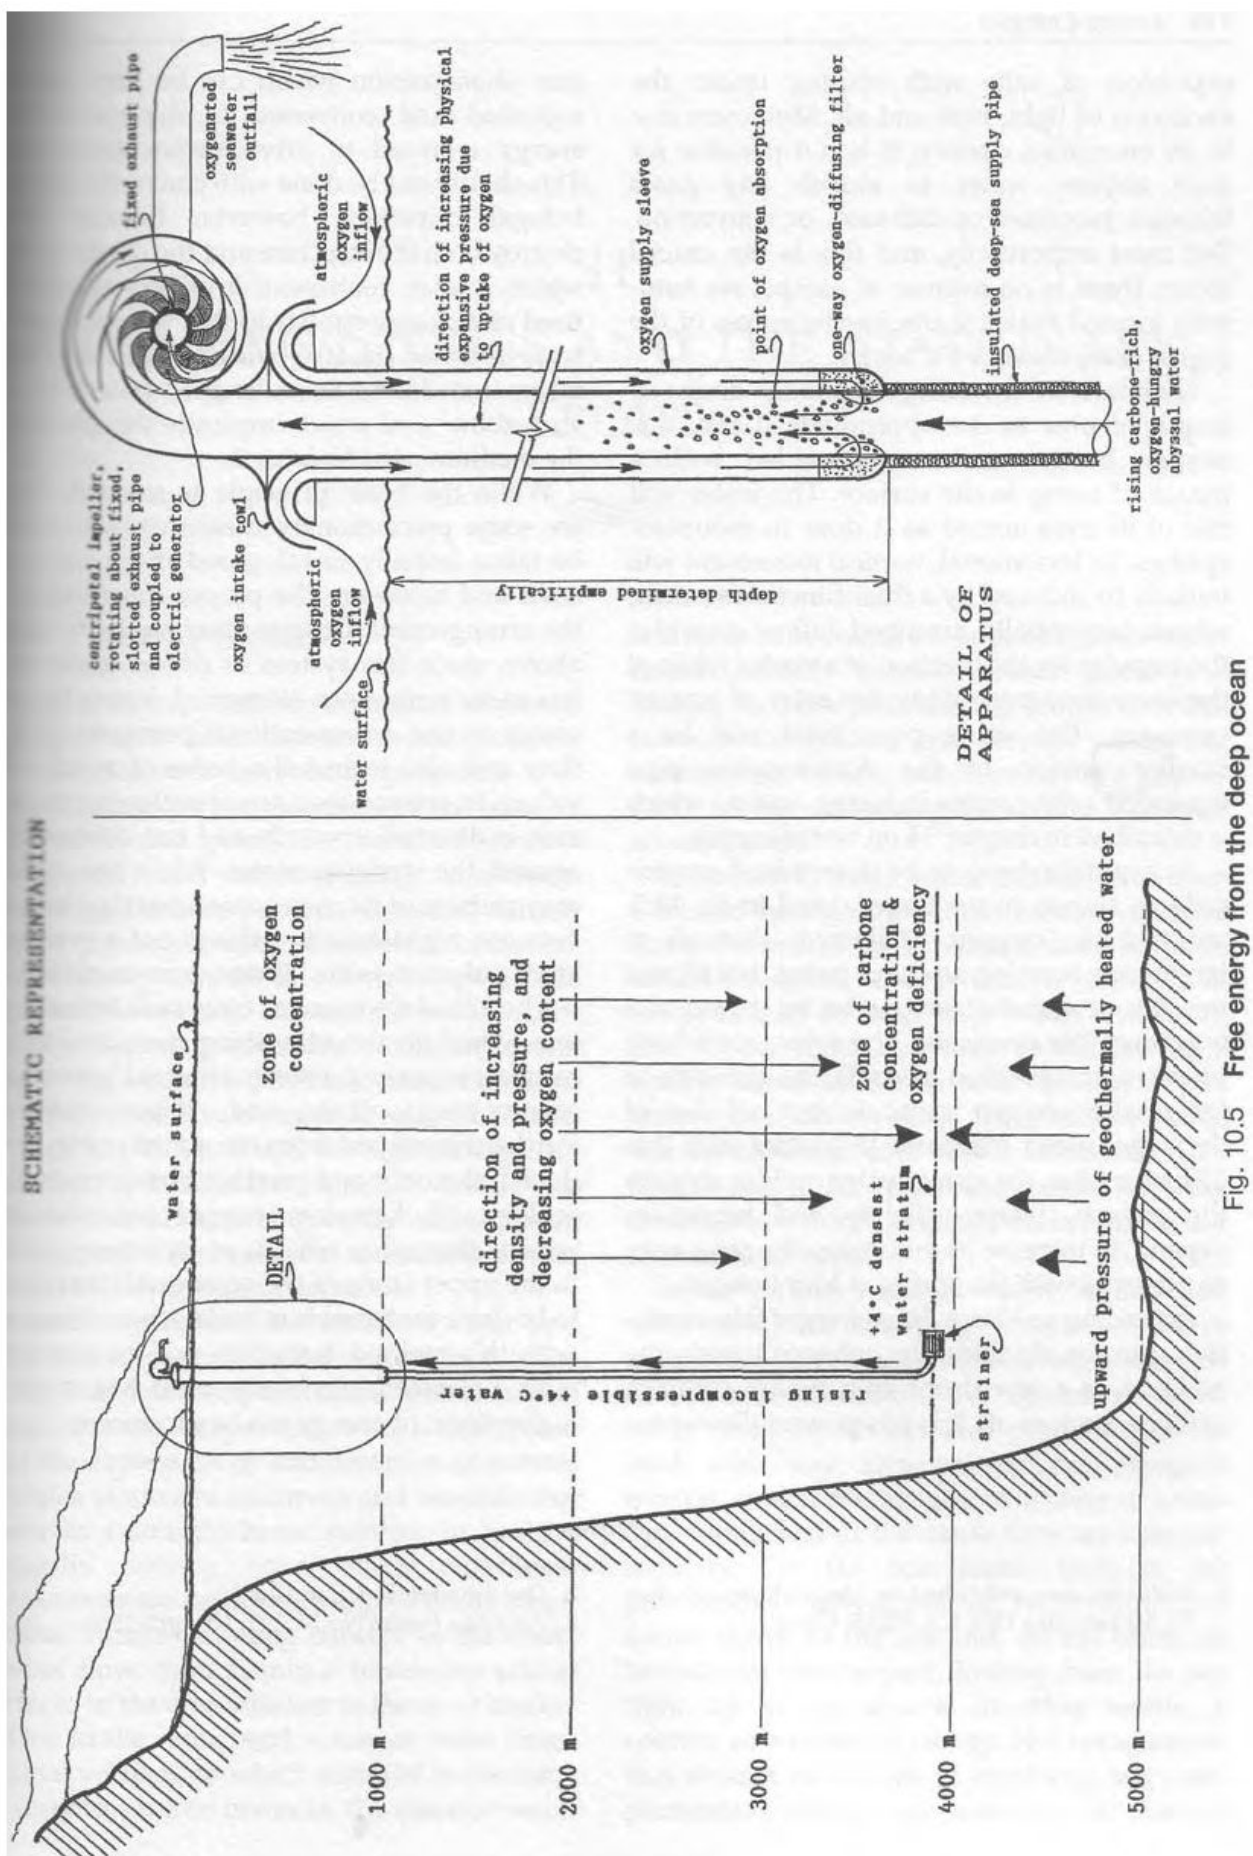 SCHEMATIC REPRESENTATION
water surface
DETAIL
zone of oxygen
concentration
1000 m
direction of increasing
density and pressure, and
decreasing oxygen content
2000 m
rising incompressible +4°C water
3000 m
+4°C densest
water stratum
zone of carbone
concentration &
oxygen deficiency
4000 m
strainer
upward pressure of geothermally heated water
5000 m
centripetal impeller,
rotating about fixed,
slotted exhaust pipe
and coupled to
electric generator
fixed exhaust pipe
oxygenated
seawater
outfall
oxygen intake cowl
atmospheric
oxygen
inflow
atmospheric
oxygen
inflow
water surface
direction of increasing physical
expansive pressure due
to uptake of oxygen
depth determined empirically
oxygen supply sleeve
point of oxygen absorption
one-way oxygen-diffusing filter
insulated deep-sea supply pipe
rising carbone-rich
oxygen-hungry
abyssal water
DETAIL OF
APPARATUS
Fig. 10.5 Free energy from the deep ocean